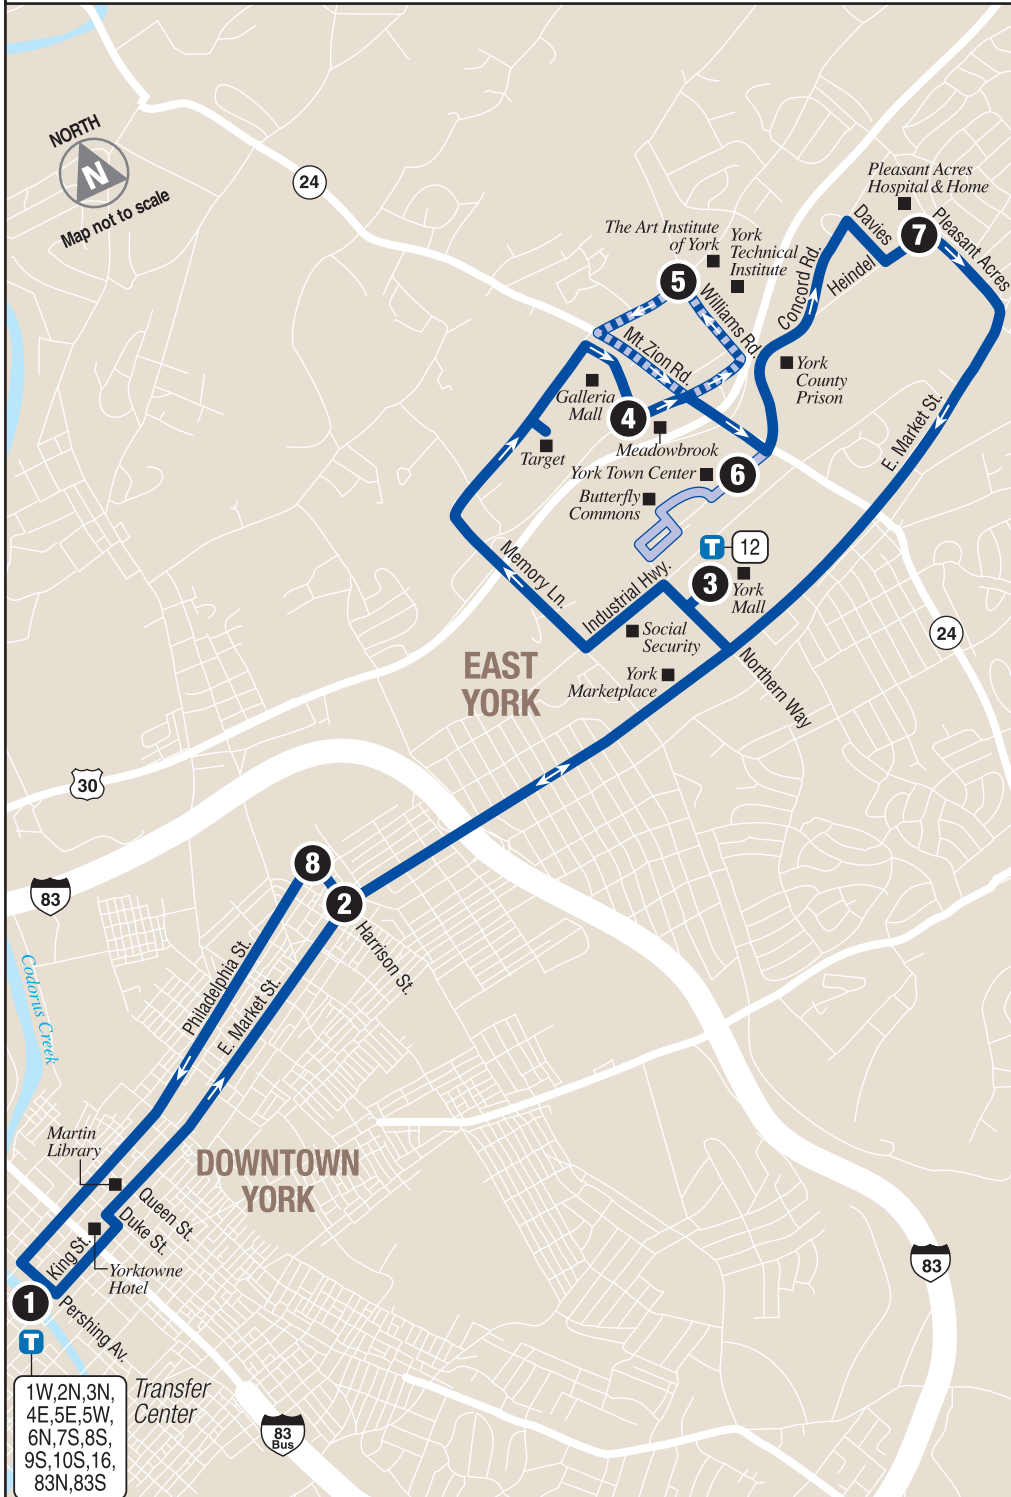 NORTH
N
Map not to scale
24
Pleasant Acres
Hospital & Home
7
Davies
Heindel
Pleasant Acres
The Art Institute
of York
York
Technical
Institute
5
Williams Rd.
Concord Rd.
Mt. Zion Rd.
York
County
Prison
Galleria
Mall
4
Meadowbrook
Target
York Town Center
6
Butterfly
Commons
E. Market St.
T
12
3
York
Mall
Memory Ln.
Industrial Hwy.
Social
Security
York
Marketplace
Northern Way
24
EAST
YORK
30
83
8
2
Harrison St.
Philadelphia St.
E. Market St.
Codorus Creek
Martin
Library
DOWNTOWN
YORK
Queen St.
Duke St.
King St.
Yorktowne
Hotel
1
Pershing Av.
T
83
1W,2N,3N,
4E,5E,5W,
6N,7S,8S,
9S,10S,16,
83N,83S
Transfer
Center
83
Bus